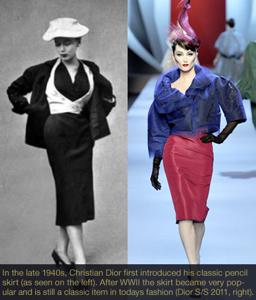 In the late 1940s, Christian Dior first introduced his classic pencil
skirt (as seen on the left). After WWII the skirt became very pop-
ular and is still a classic item in todays fashion (Dior S/S 2011, right).